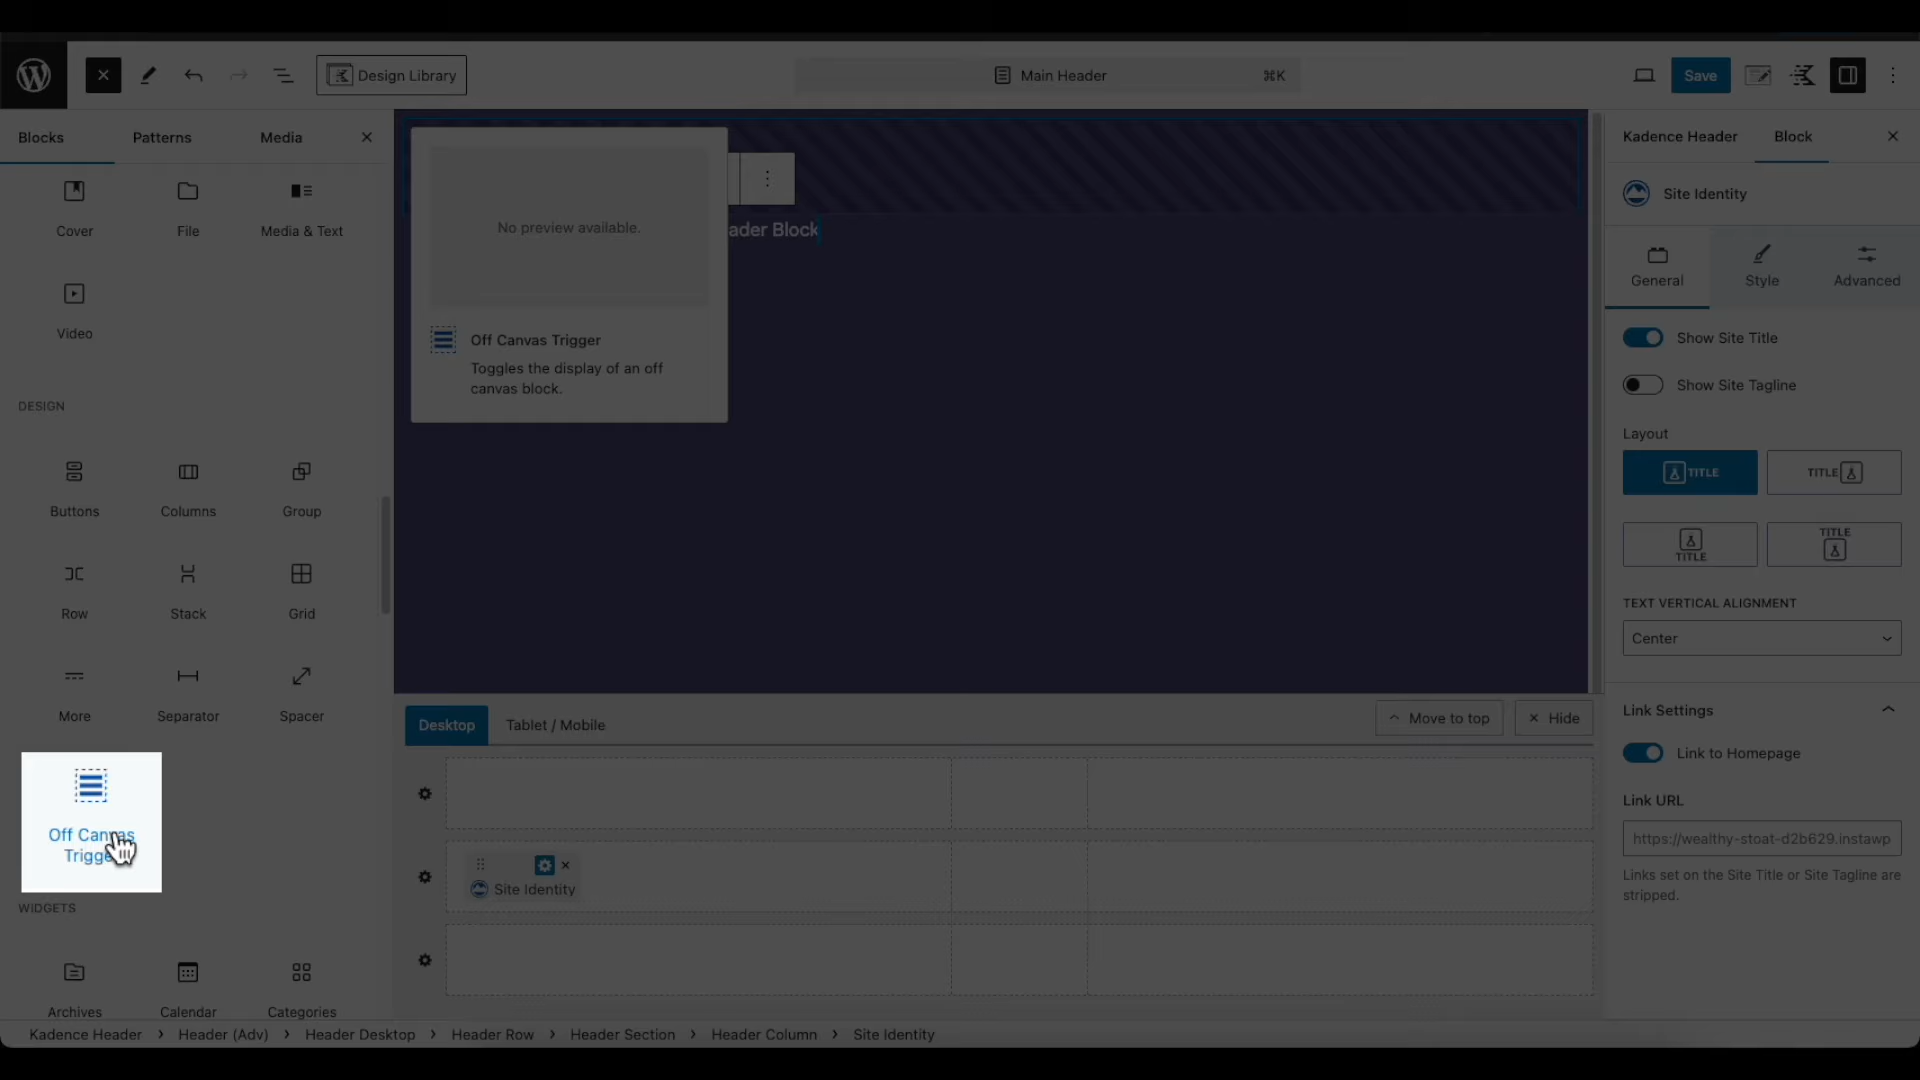 Design Library
Main Header
⌘K
Save
Blocks
Patterns
Media
Cover
File
Media & Text
Video
DESIGN
Buttons
Columns
Group
Row
Stack
Grid
More
Separator
Spacer
Off Canvas
Trigger
WIDGETS
Archives
Calendar
Categories
No preview available.
Off Canvas Trigger
Toggles the display of an off
canvas block.
ader Block
Desktop
Tablet / Mobile
Move to top
Hide
Site Identity
Kadence Header
Block
Site Identity
General
Style
Advanced
Show Site Title
Show Site Tagline
Layout
TITLE
TITLE
TITLE
TITLE
TEXT VERTICAL ALIGNMENT
Center
Link Settings
Link to Homepage
Link URL
https://wealthy-stoat-d2b629.instawp
Links set on the Site Title or Site Tagline are
stripped.
Kadence Header > Header (Adv) > Header Desktop > Header Row > Header Section > Header Column > Site Identity